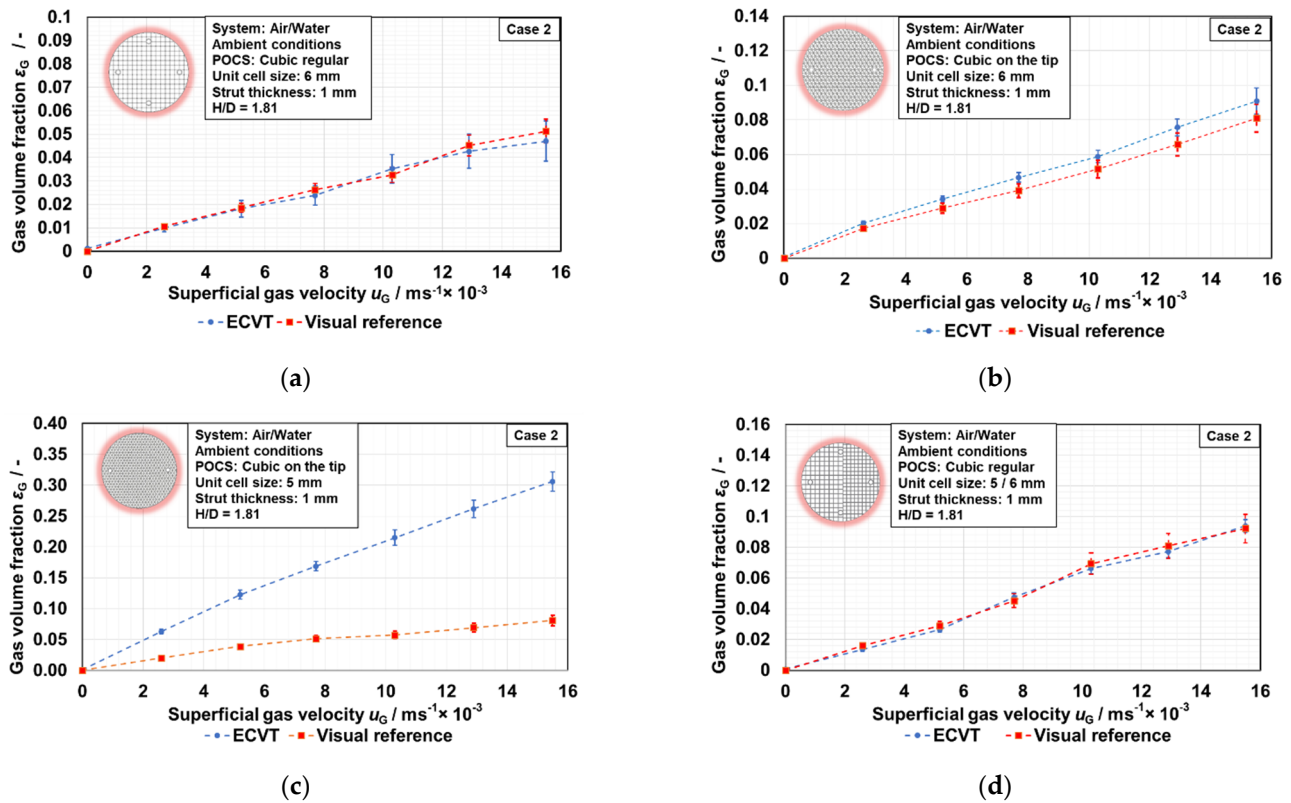 0.1
0.09
0.08
0.07
0.06
0.05
0.04
0.03
0.02
0.01
0
Gas volume fraction εG / -
System: Air/Water
Ambient conditions
POCS: Cubic regular
Unit cell size: 6 mm
Strut thickness: 1 mm
H/D = 1.81
Case 2
0 2 4 6 8 10 12 14 16
Superficial gas velocity uG / ms-1× 10-3
ECVT Visual reference
(a)
0.14
0.12
0.1
0.08
0.06
0.04
0.02
0
Gas volume fraction εG / -
System: Air/Water
Ambient conditions
POCS: Cubic on the tip
Unit cell size: 6 mm
Strut thickness: 1 mm
H/D = 1.81
Case 2
0 2 4 6 8 10 12 14 16
Superficial gas velocity uG / ms-1× 10-3
ECVT Visual reference
(b)
0.40
0.35
0.30
0.25
0.20
0.15
0.10
0.05
0.00
Gas volume fraction εG / -
System: Air/Water
Ambient conditions
POCS: Cubic on the tip
Unit cell size: 5 mm
Strut thickness: 1 mm
H/D = 1.81
Case 2
0 2 4 6 8 10 12 14 16
Superficial gas velocity uG / ms-1× 10-3
ECVT Visual reference
(c)
0.16
0.14
0.12
0.1
0.08
0.06
0.04
0.02
0
Gas volume fraction εG / -
System: Air/Water
Ambient conditions
POCS: Cubic regular
Unit cell size: 5 / 6 mm
Strut thickness: 1 mm
H/D = 1.81
Case 2
0 2 4 6 8 10 12 14 16
Superficial gas velocity uG / ms-1× 10-3
ECVT Visual reference
(d)